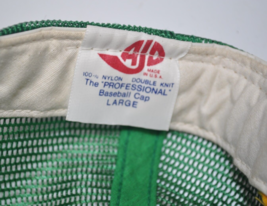 AJD
MADE
IN U.S.A.
100% NYLON DOUBLE KNIT
The "PROFESSIONAL"
Baseball Cap
LARGE